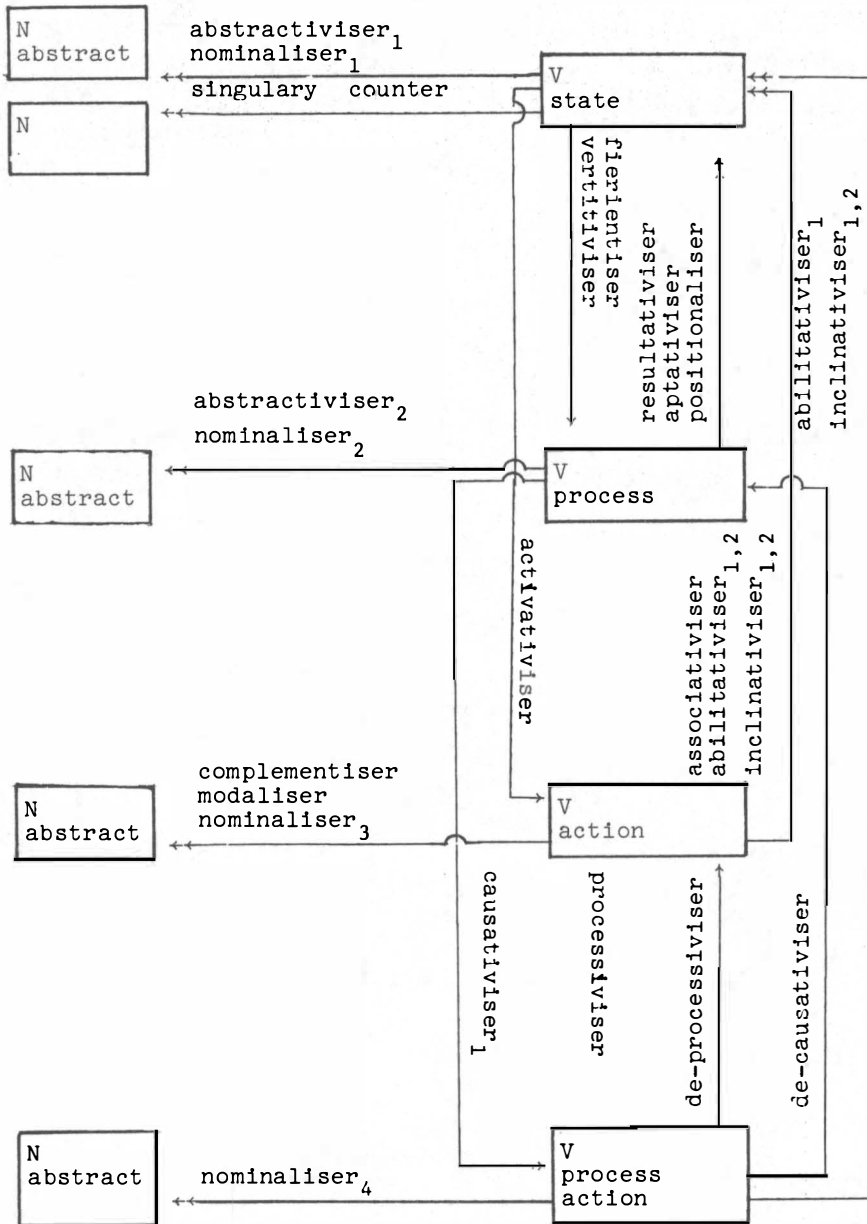 N
abstract
abstractiviser₁
nominaliser₁
singulary counter
V
state
N
fierientiser
vertitiviser
resultativiser
aptativiser
positionaliser
abilitativiser₁
inclinativiser₁,₂
abstractiviser₂
nominaliser₂
N
abstract
V
process
activativiser
associativiser
abilitativiser₁,₂
inclinativiser₁,₂
complementiser
modaliser
nominaliser₃
N
abstract
V
action
causativiser₁
processiviser
de-processiviser
de-causativiser
N
abstract
nominaliser₄
V
process
action